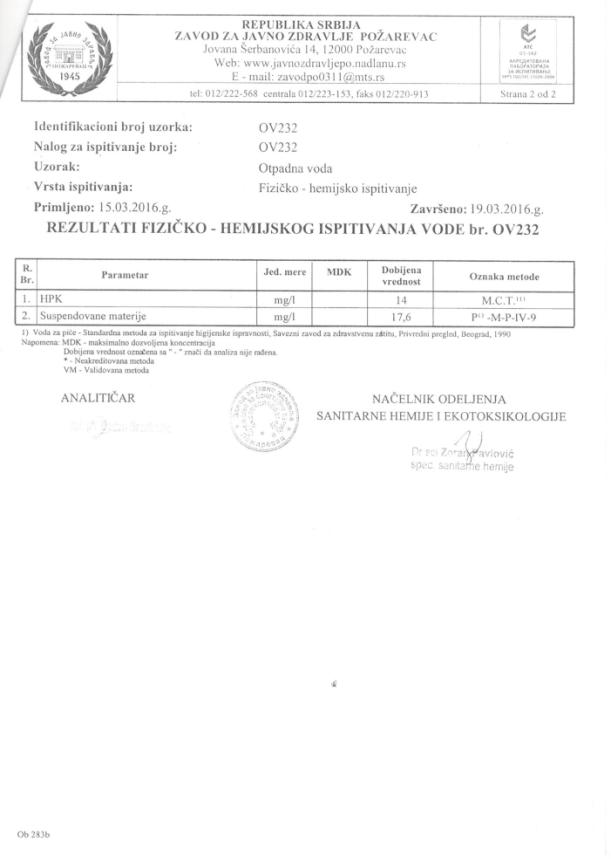 REPUBLIKA SRBIJA
ZAVOD ZA JAVNO ZDRAVLJE POŽAREVAC
Jovana Šerbanovića 14, 12000 Požarevac
Web: www.javnozdravljepo.nadlanu.rs
E - mail: zavodpo0311@mts.rs
tel: 012/222-568 centrala 012/223-153, faks 012/220-913
1945
АТС
АКРЕДИТОВАНА
ЛАБОРАТОРИЈА
ЗА ИСПИТИВАЊЕ
Strana 2 od 2
Identifikacioni broj uzorka: OV232
Nalog za ispitivanje broj: OV232
Uzorak: Otpadna voda
Vrsta ispitivanja: Fizičko - hemijsko ispitivanje
Primljeno: 15.03.2016.g. Završeno: 19.03.2016.g.
REZULTATI FIZIČKO - HEMIJSKOG ISPITIVANJA VODE br. OV232
R. Br. Parametar Jed. mere MDK Dobijena vrednost Oznaka metode
1. HPK mg/l 14 M.C.T.¹⁾
2. Suspendovane materije mg/l 17,6 P⁽¹⁾ -M-P-IV-9
1) Voda za piće - Standardna metoda za ispitivanje higijenske ispravnosti, Savezni zavod za zdravstvenu zaštitu, Privredni pregled, Beograd, 1990
Napomena: MDK - maksimalno dozvoljena koncentracija
Dobijena vrednost označena sa " - " znači da analiza nije rađena.
* - Neakreditovana metoda
VM - Validovana metoda
ANALITIČAR
NAČELNIK ODELJENJA
SANITARNE HEMIJE I EKOTOKSIKOLOGIJE
Dr sci Zoran Pavlović
spec. sanitarne hemije
Ob 283b